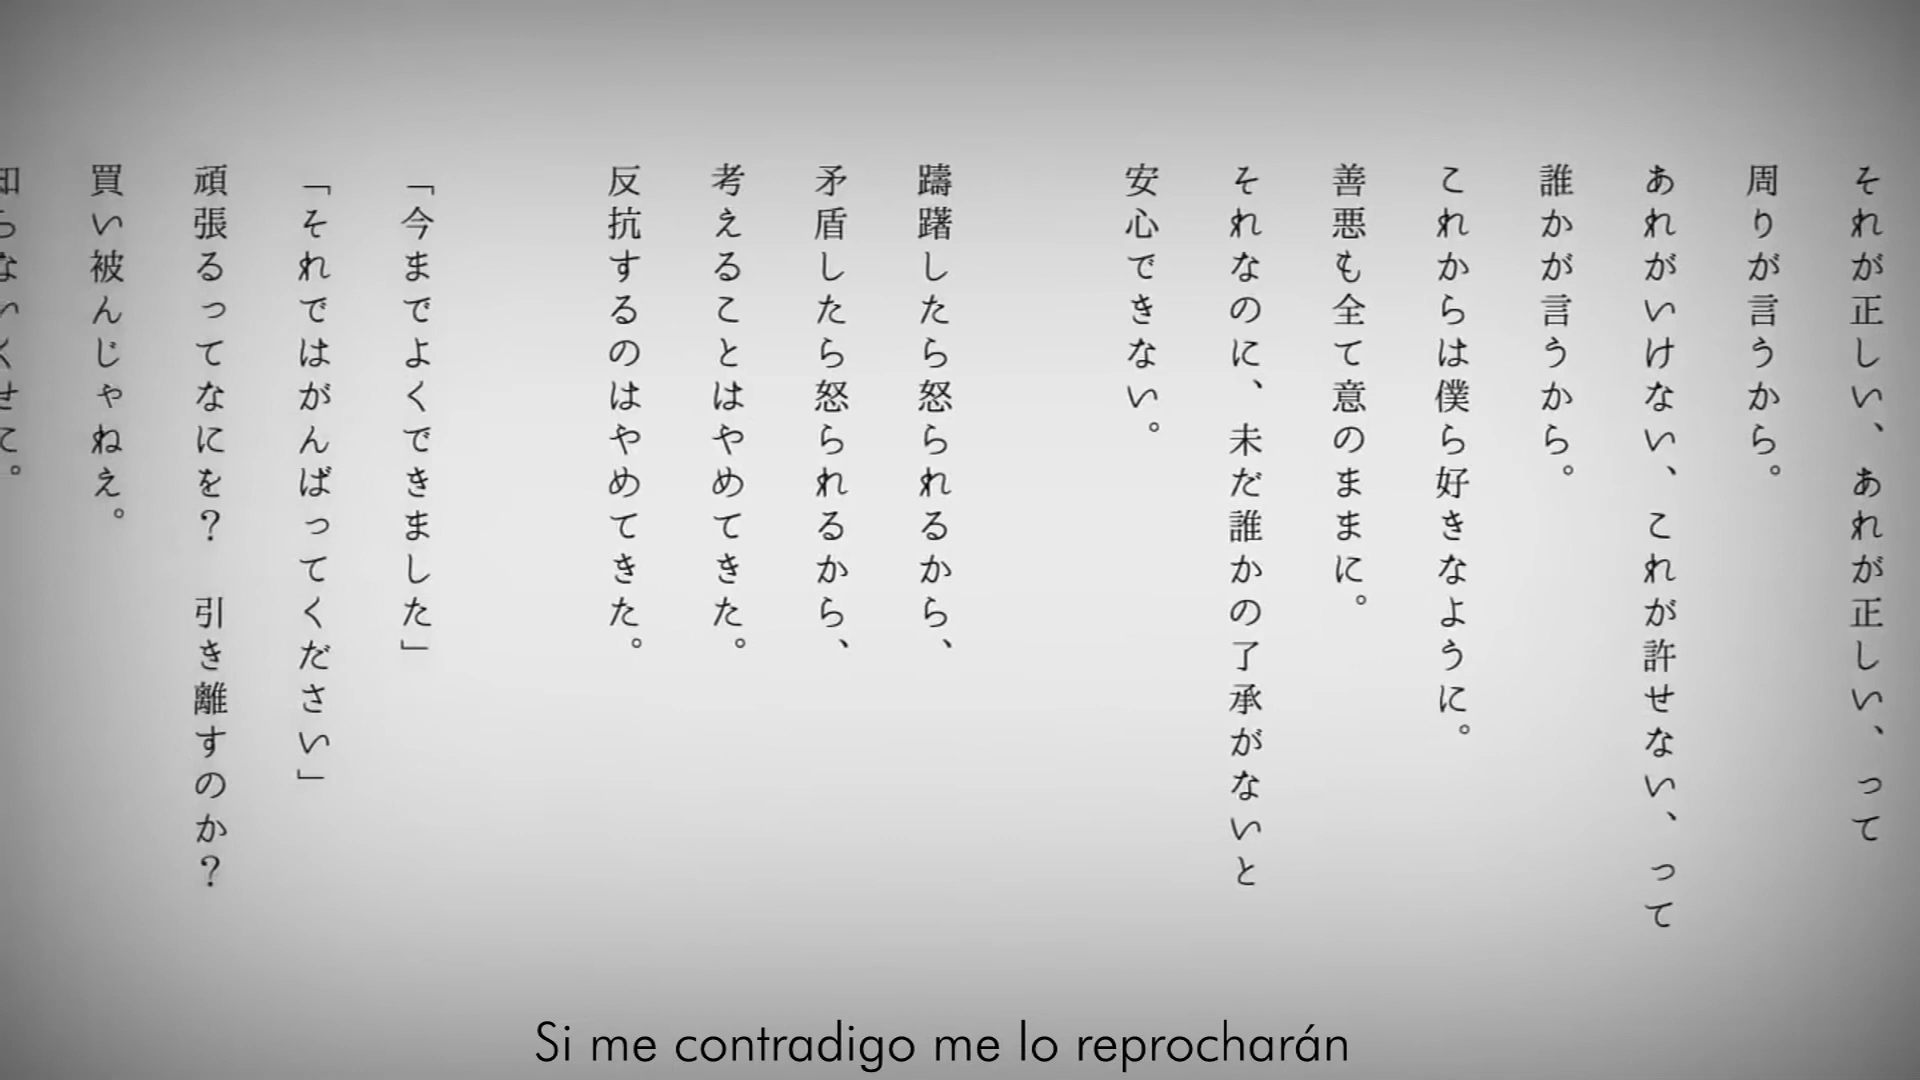 それが正しい、あれが正しい、って
周りが言うから。
あれがいけない、これが許せない、って
誰かが言うから。
これからは僕ら好きなように。
善悪も全て意のままに。
それなのに、未だ誰かの了承がないと
安心できない。
躊躇したら怒られるから、
矛盾したら怒られるから、
考えることはやめてきた。
反抗するのはやめてきた。
「今までよくできました」
「それではがんばってください」
頑張るってなにを？　引き離すのか？
買い被んじゃねえ。
知らないくせに。
Si me contradigo me lo reprocharán